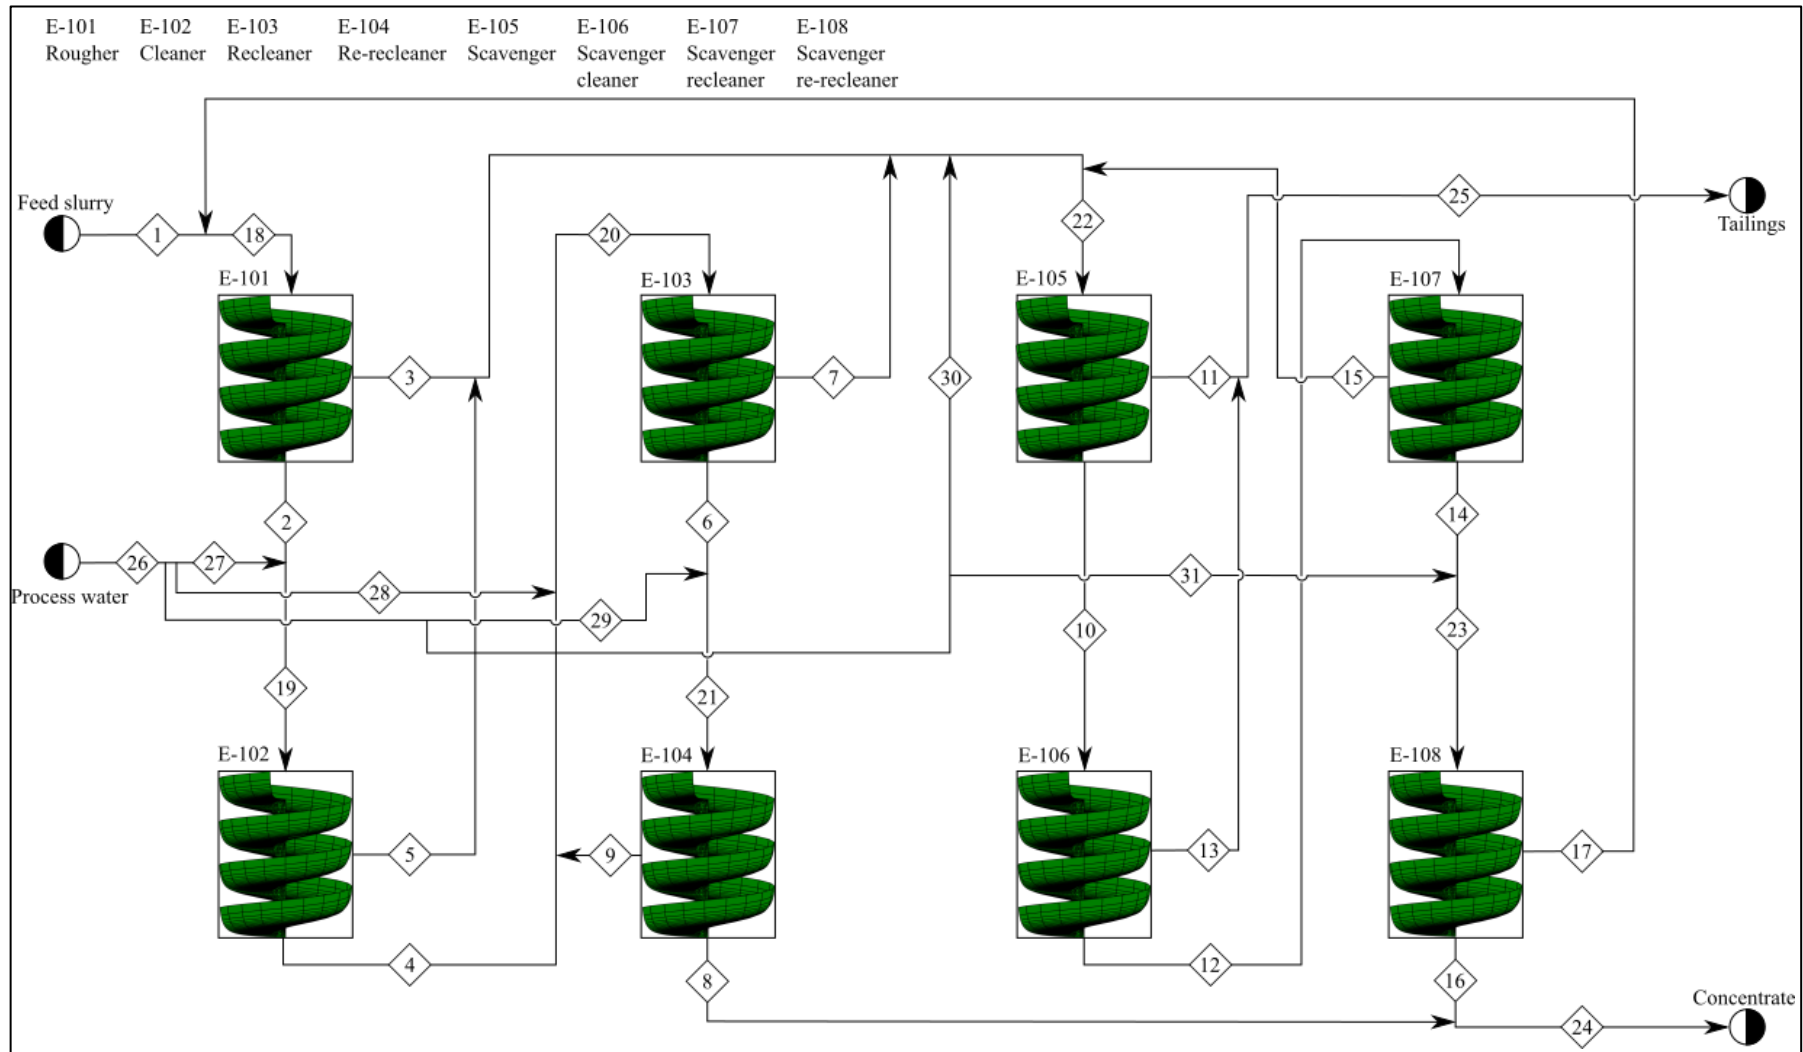 E-101 E-102 E-103 E-104 E-105 E-106 E-107 E-108
Rougher Cleaner Recleaner Re-recleaner Scavenger Scavenger Scavenger Scavenger
cleaner recleaner re-recleaner
Feed slurry
1
18
20
22
25
Tailings
E-101
E-103
E-105
E-107
3
7
30
11
15
2
6
14
26
27
28
29
31
Process water
10
23
19
21
E-102
E-104
E-106
E-108
5
9
13
17
4
8
12
16
Concentrate
24